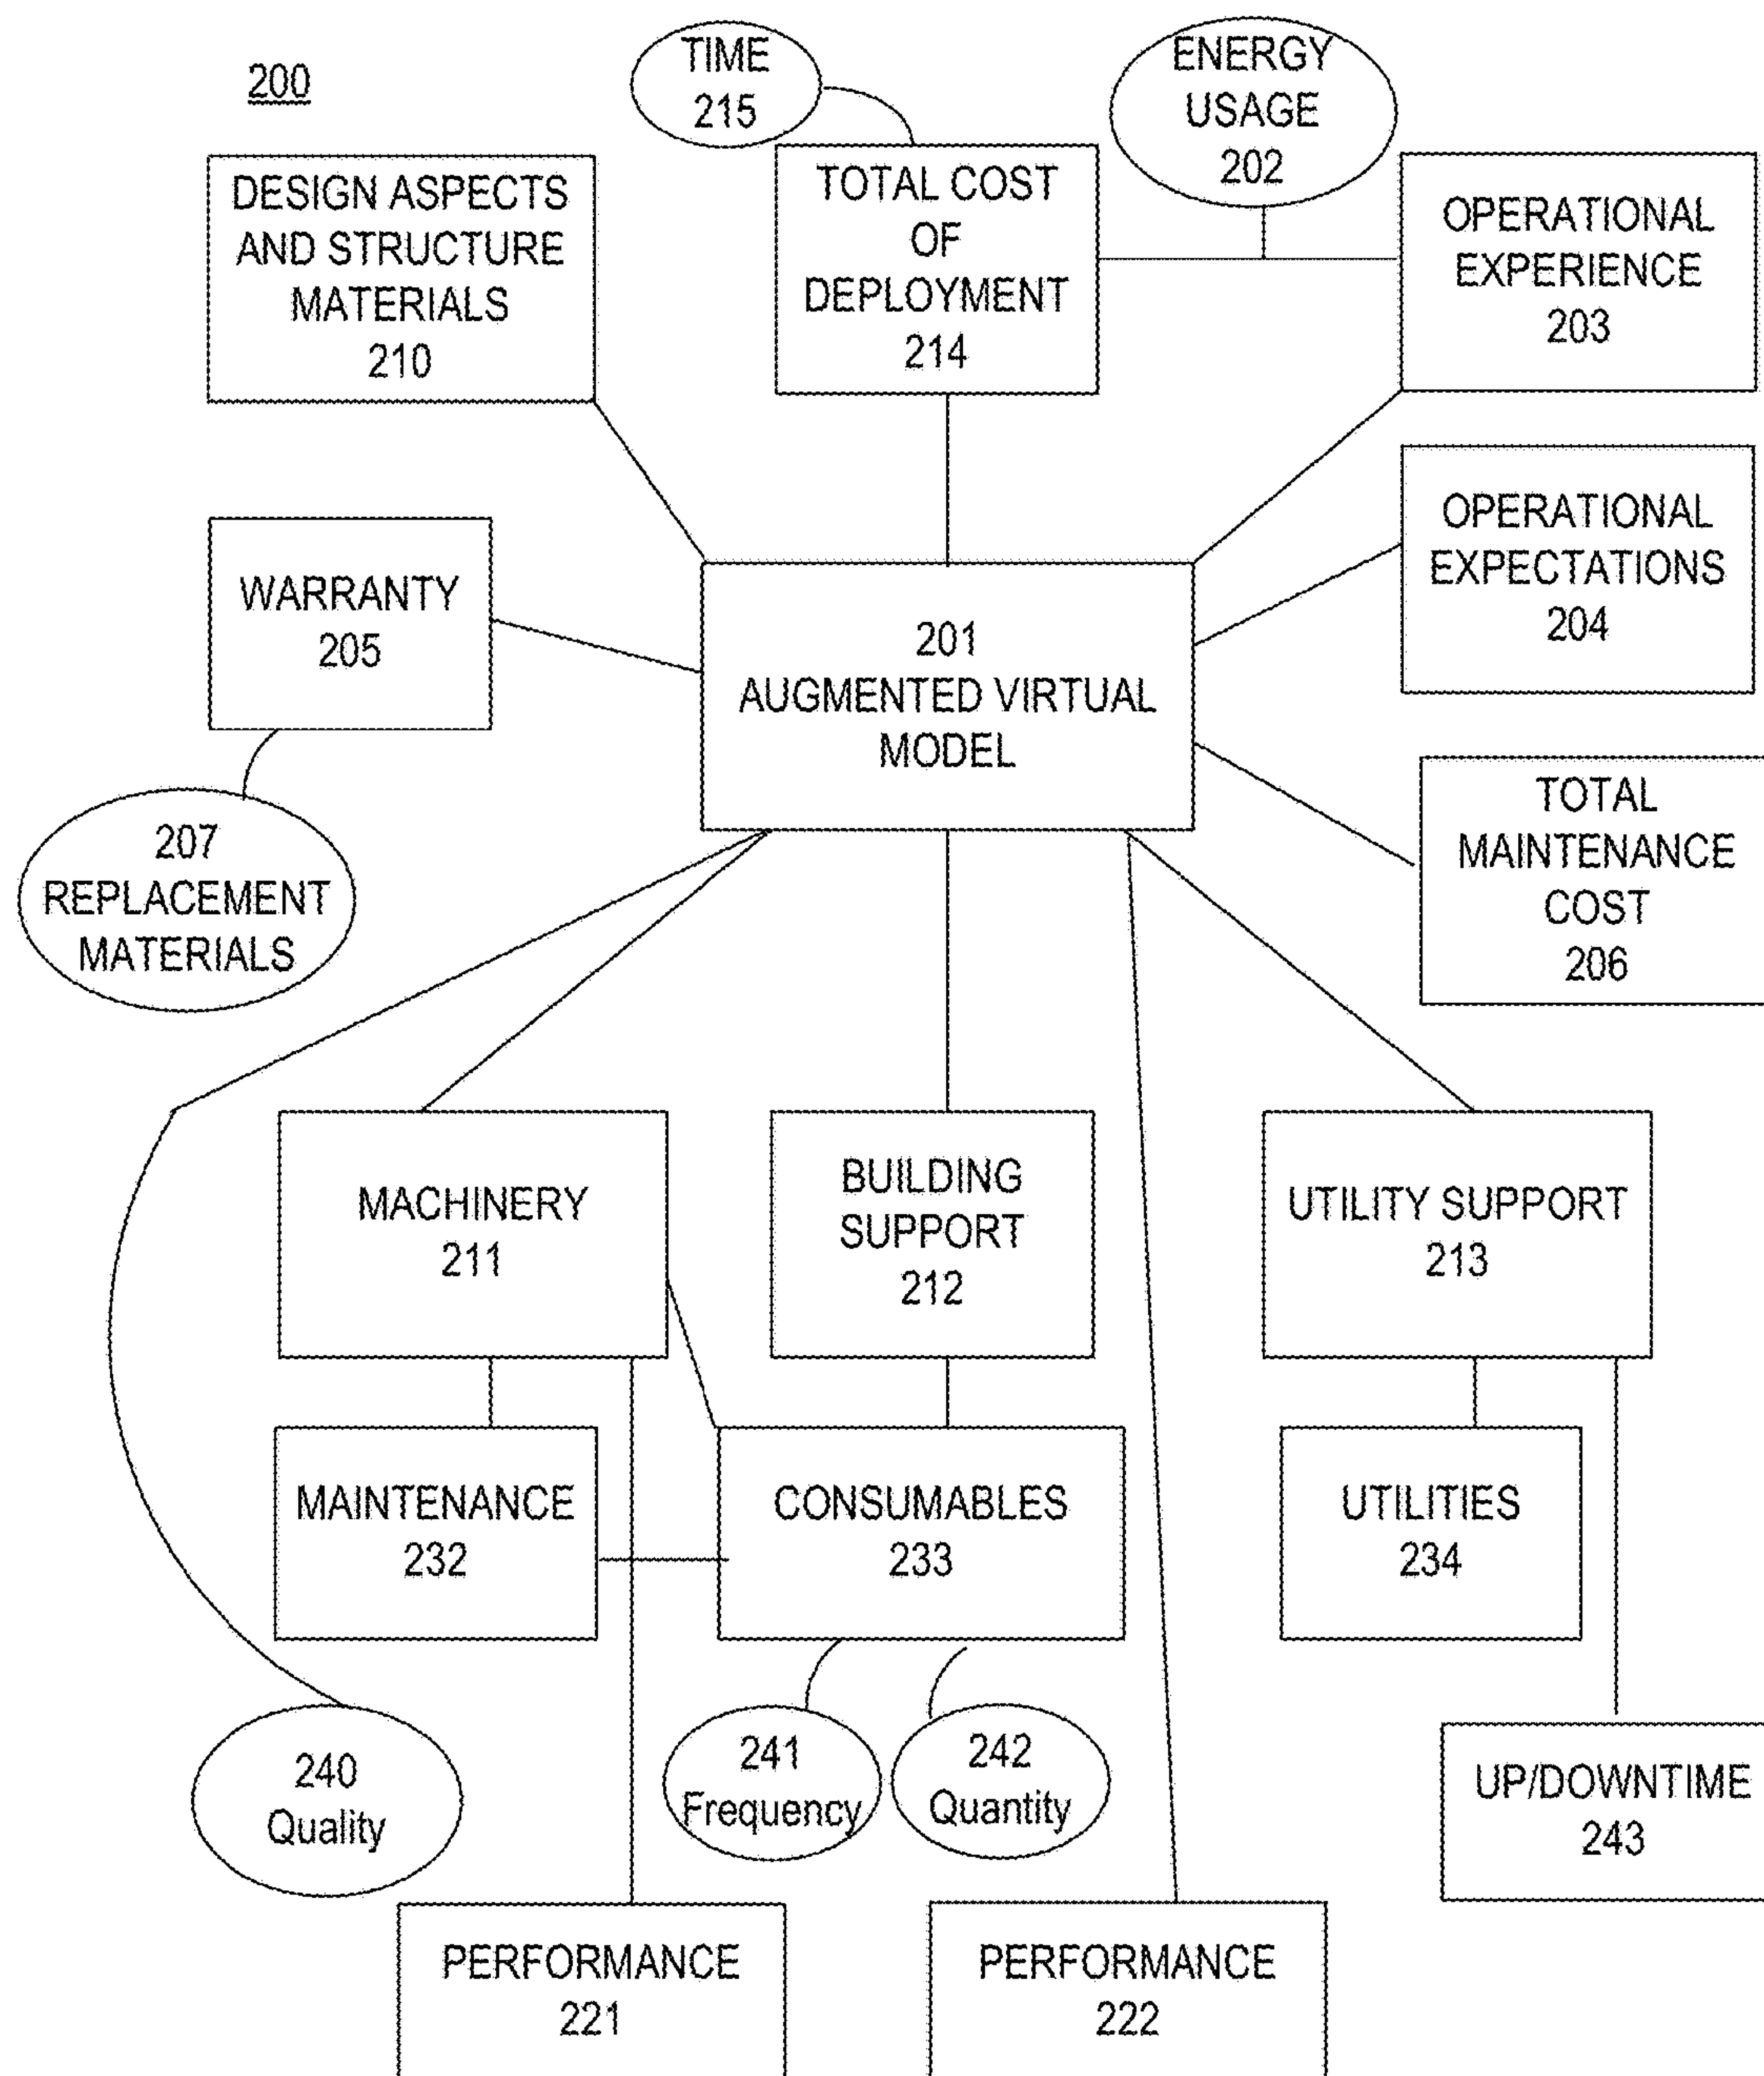 200
TIME
215
ENERGY
USAGE
202
DESIGN ASPECTS
AND STRUCTURE
MATERIALS
210
TOTAL COST
OF
DEPLOYMENT
214
OPERATIONAL
EXPERIENCE
203
OPERATIONAL
EXPECTATIONS
204
WARRANTY
205
201
AUGMENTED VIRTUAL
MODEL
TOTAL
MAINTENANCE
COST
206
207
REPLACEMENT
MATERIALS
MACHINERY
211
BUILDING
SUPPORT
212
UTILITY SUPPORT
213
MAINTENANCE
232
CONSUMABLES
233
UTILITIES
234
240
Quality
241
Frequency
242
Quantity
UP/DOWNTIME
243
PERFORMANCE
221
PERFORMANCE
222